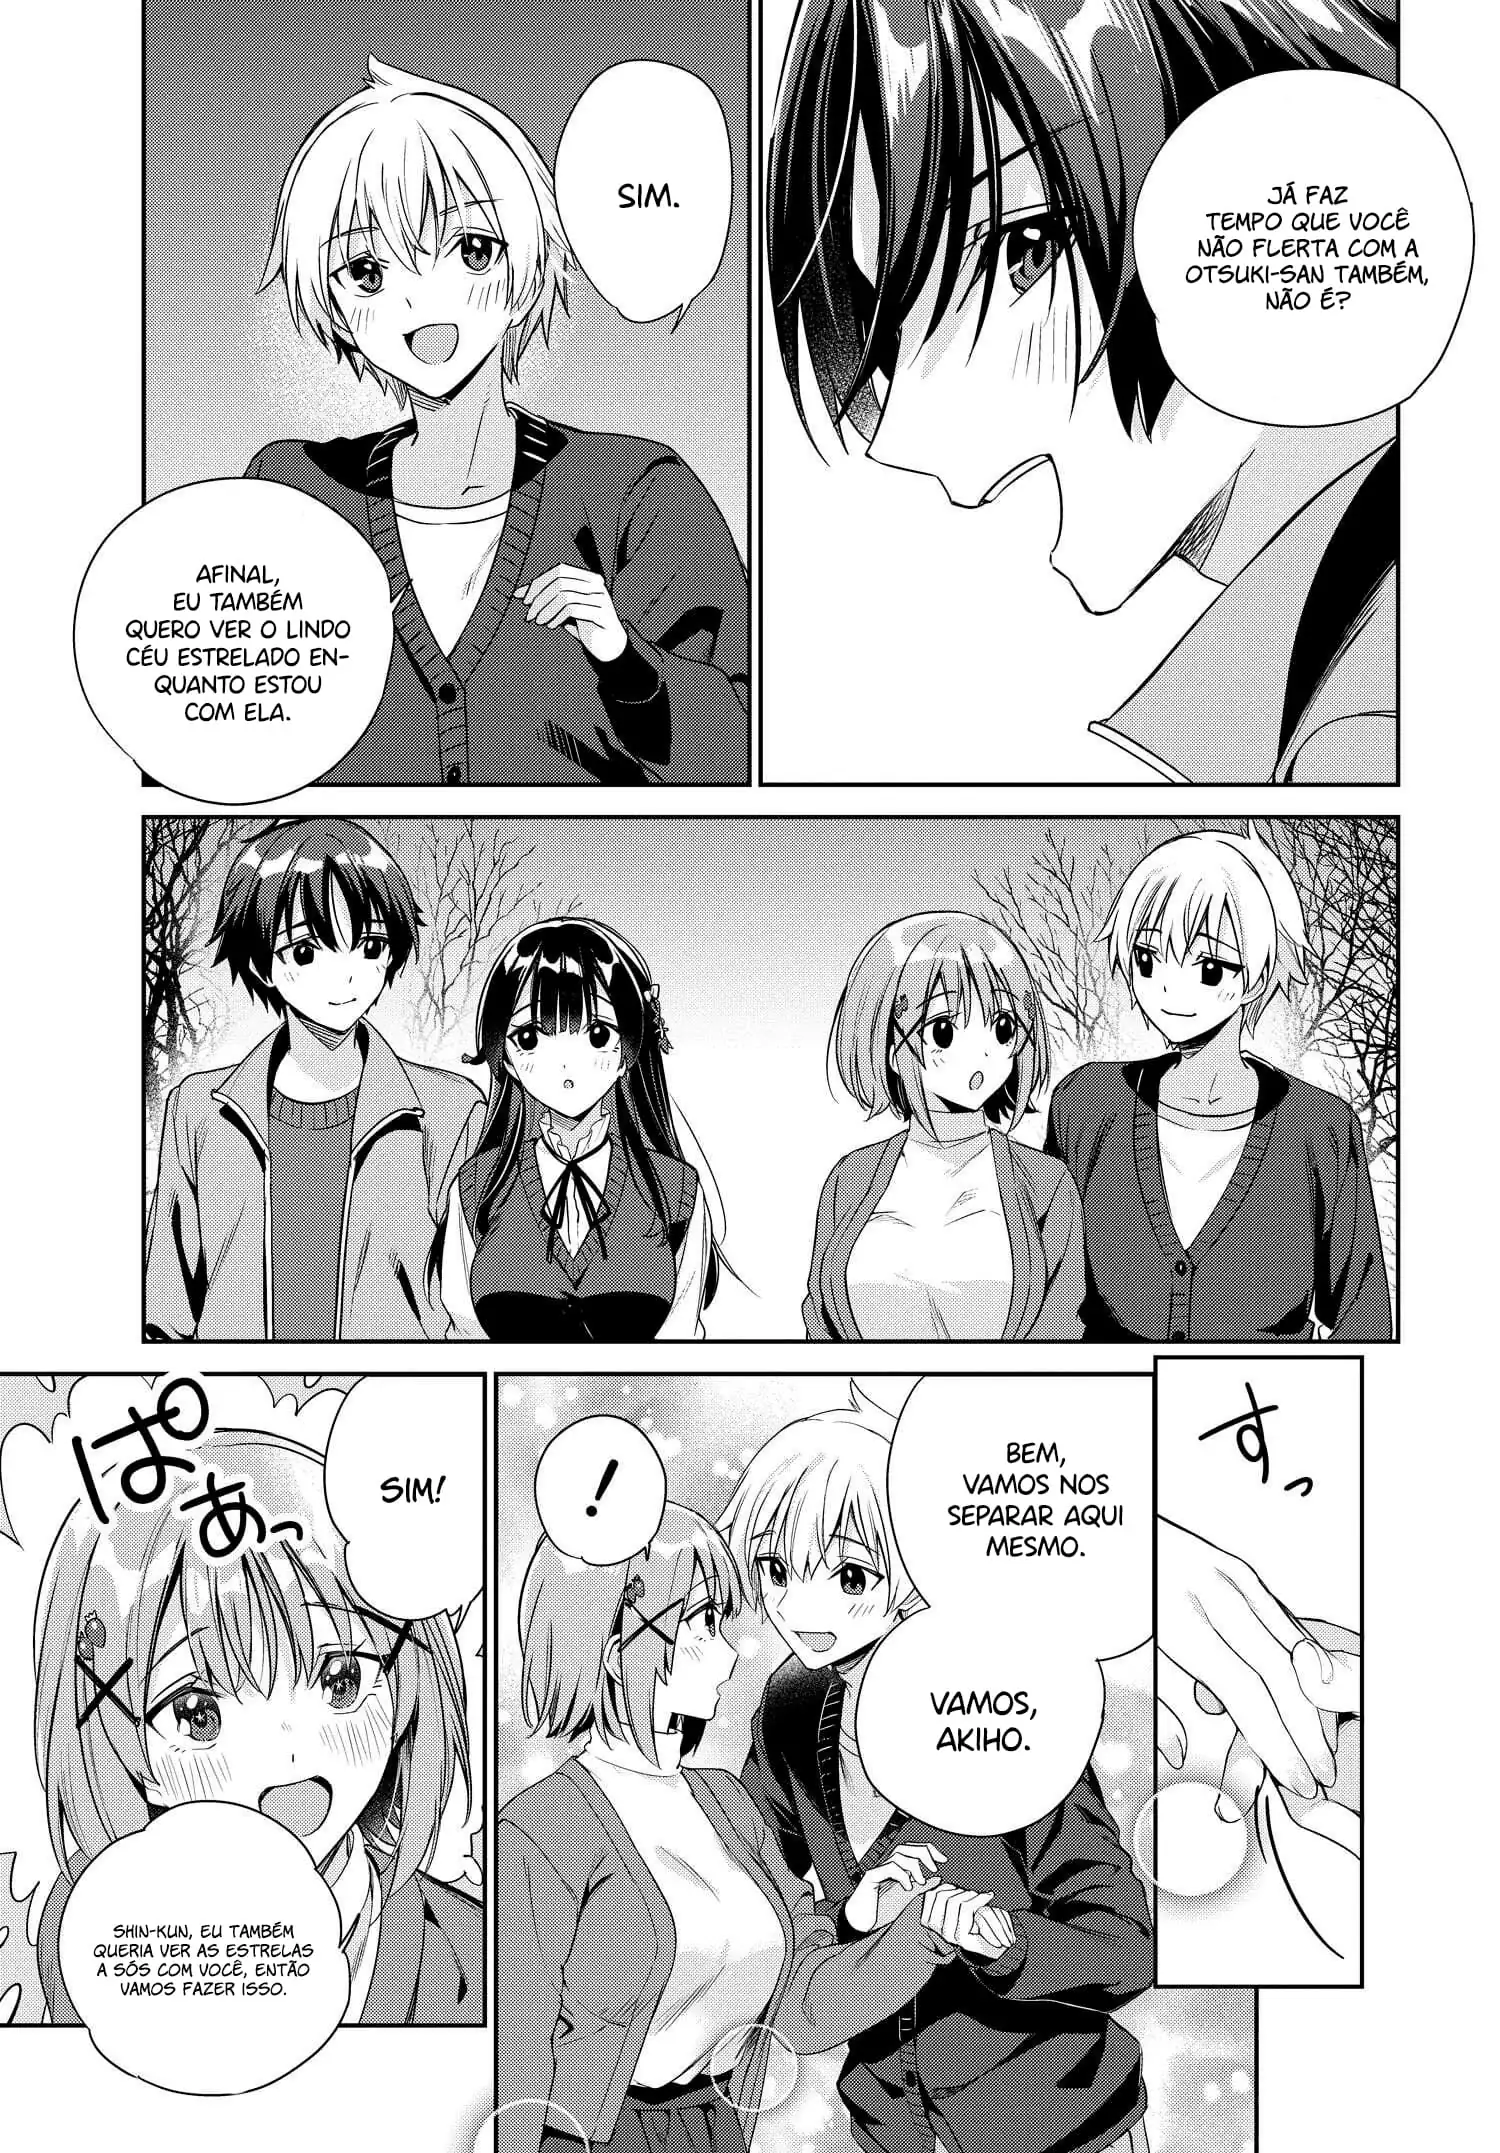 JÁ FAZ
TEMPO QUE VOCÊ
NÃO FLERTA COM A
OTSUKI-SAN TAMBÉM,
NÃO É?
SIM.
AFINAL,
EU TAMBÉM
QUERO VER O LINDO
CÉU ESTRELADO EN-
QUANTO ESTOU
COM ELA.
すっ
BEM,
VAMOS NOS
SEPARAR AQUI
MESMO.
VAMOS,
AKIHO.
!
SIM!
ぱあっ
SHIN-KUN, EU TAMBÉM
QUERIA VER AS ESTRELAS
A SÓS COM VOCÊ, ENTÃO
VAMOS FAZER ISSO.